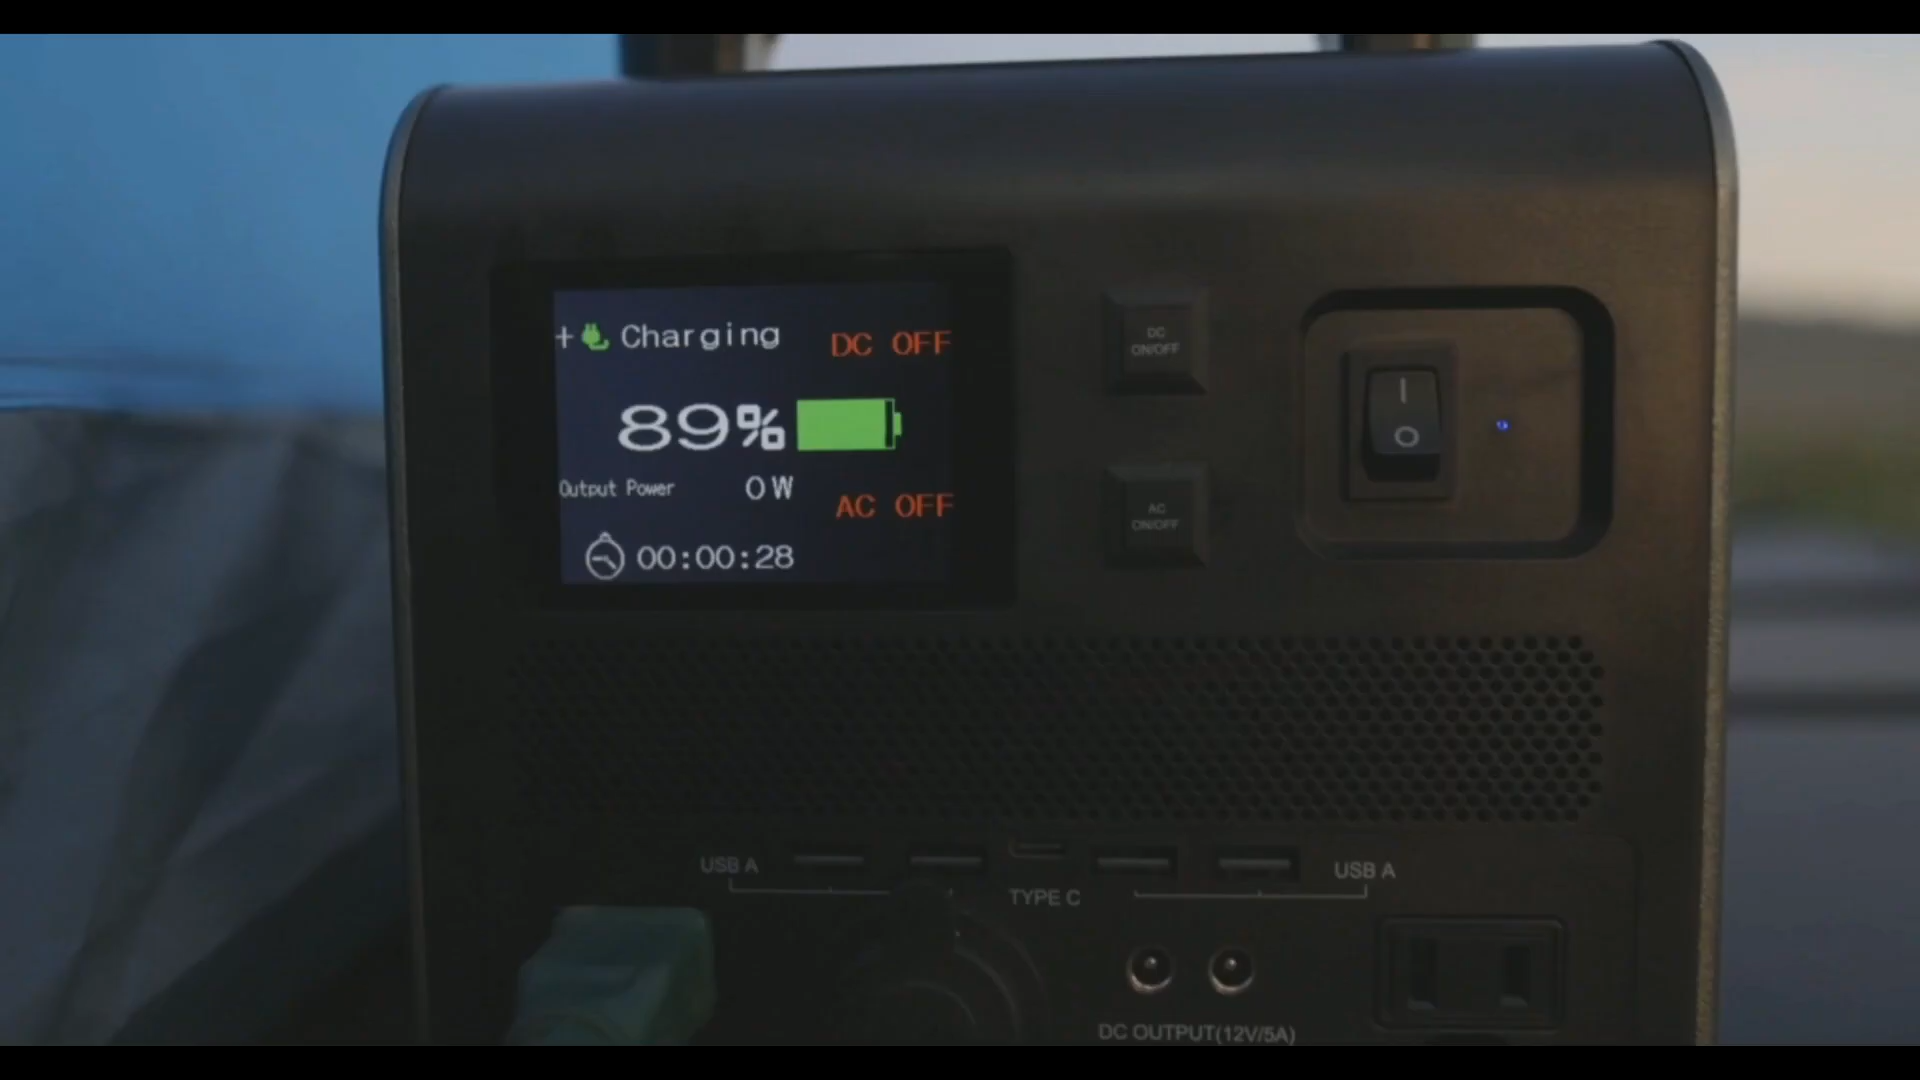 + Charging
DC OFF
89%
Output Power 0W
AC OFF
00:00:28
DC
ON/OFF
AC
ON/OFF
I
O
USB A
TYPE C
USB A
DC OUTPUT(12V/5A)